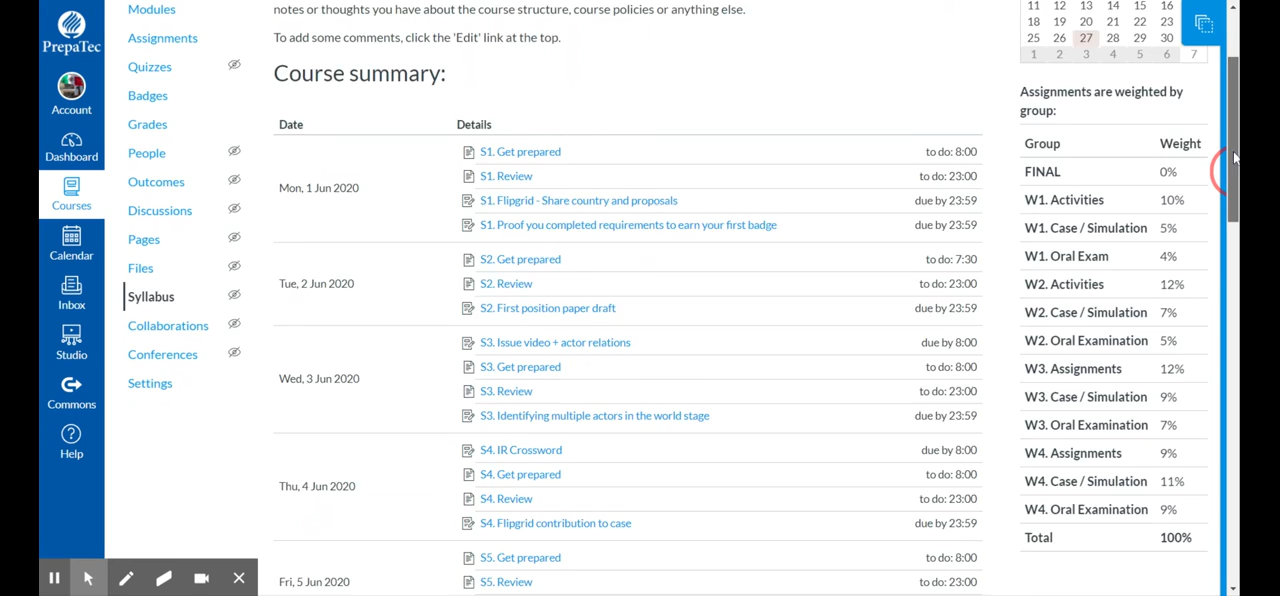 PrepaTec
Account
Dashboard
Courses
Calendar
Inbox
Studio
Commons
Help
Modules
Assignments
Quizzes
Badges
Grades
People
Outcomes
Discussions
Pages
Files
Syllabus
Collaborations
Conferences
Settings
notes or thoughts you have about the course structure, course policies or anything else.
To add some comments, click the 'Edit' link at the top.
Course summary:
Date Details
Mon, 1 Jun 2020
S1. Get prepared to do: 8:00
S1. Review to do: 23:00
S1. Flipgrid - Share country and proposals due by 23:59
S1. Proof you completed requirements to earn your first badge due by 23:59
Tue, 2 Jun 2020
S2. Get prepared to do: 7:30
S2. Review to do: 23:00
S2. First position paper draft due by 23:59
Wed, 3 Jun 2020
S3. Issue video + actor relations due by 8:00
S3. Get prepared to do: 8:00
S3. Review to do: 23:00
S3. Identifying multiple actors in the world stage due by 23:59
Thu, 4 Jun 2020
S4. IR Crossword due by 8:00
S4. Get prepared to do: 8:00
S4. Review to do: 23:00
S4. Flipgrid contribution to case due by 23:59
Fri, 5 Jun 2020
S5. Get prepared to do: 8:00
S5. Review to do: 23:00
11 12 13 14 15 16
18 19 20 21 22 23
25 26 27 28 29 30
1 2 3 4 5 6 7
Assignments are weighted by
group:
Group Weight
FINAL 0%
W1. Activities 10%
W1. Case / Simulation 5%
W1. Oral Exam 4%
W2. Activities 12%
W2. Case / Simulation 7%
W2. Oral Examination 5%
W3. Assignments 12%
W3. Case / Simulation 9%
W3. Oral Examination 7%
W4. Assignments 9%
W4. Case / Simulation 11%
W4. Oral Examination 9%
Total 100%